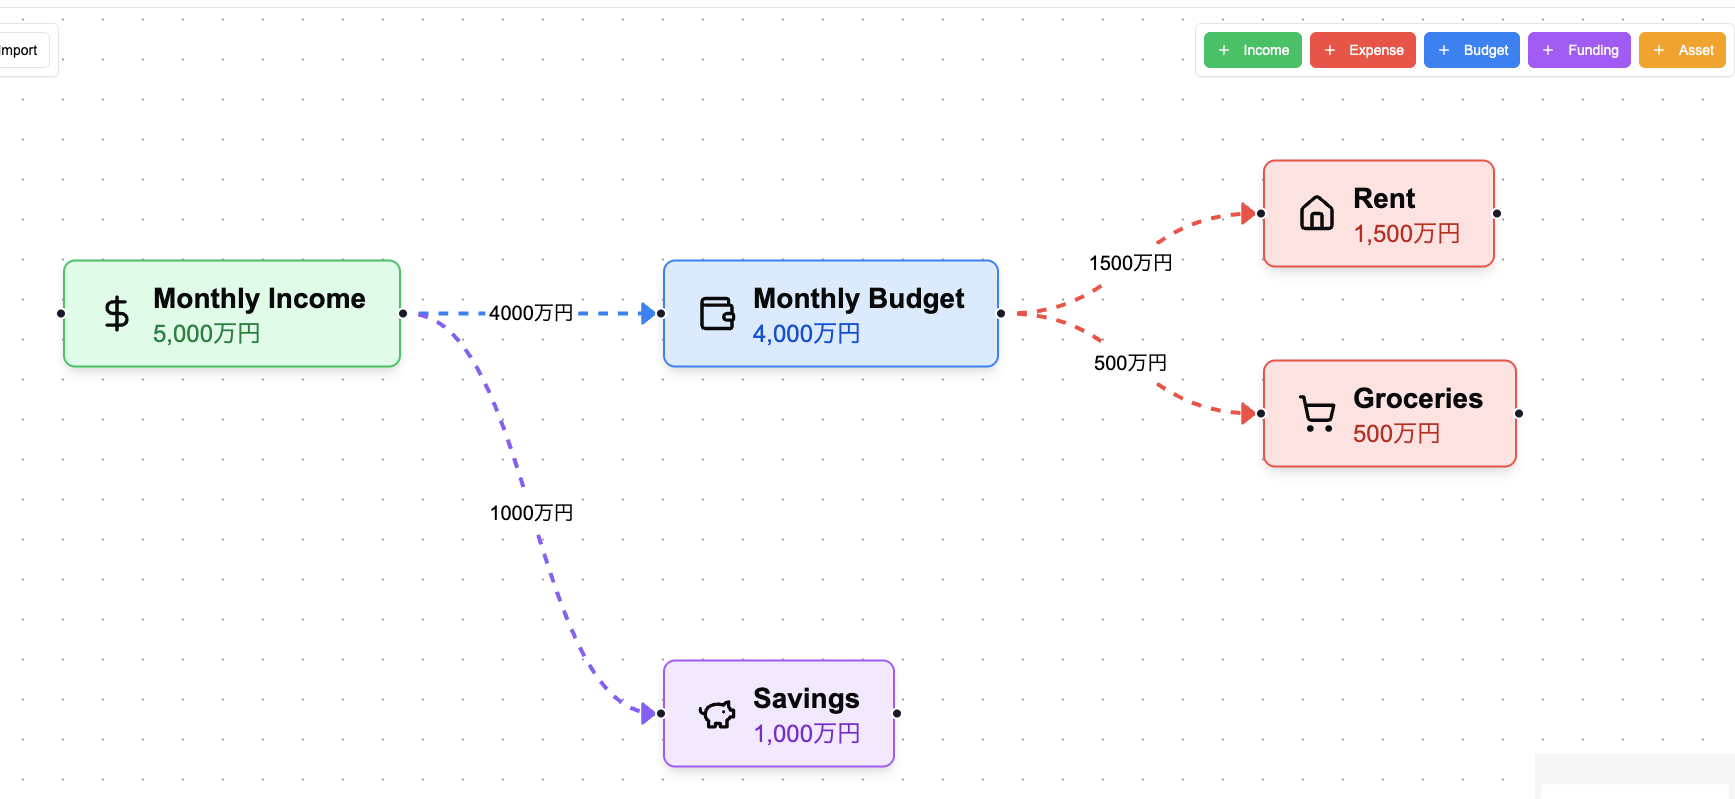 Import
Income
Expense
Budget
Funding
Asset
Rent
1,500万円
1500万円
Monthly Income
5,000万円
4000万円
Monthly Budget
4,000万円
500万円
Groceries
500万円
1000万円
Savings
1,000万円